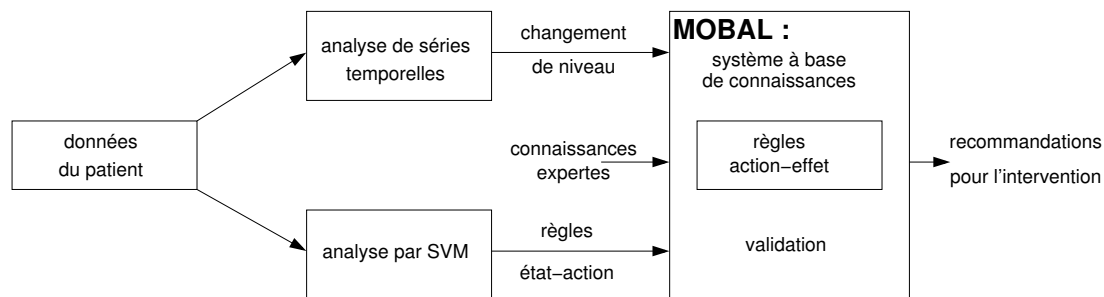 données
du patient
analyse de séries
temporelles
changement
de niveau
connaissances
expertes
analyse par SVM
règles
état−action
MOBAL :
système à base
de connaissances
règles
action−effet
validation
recommandations
pour l'intervention